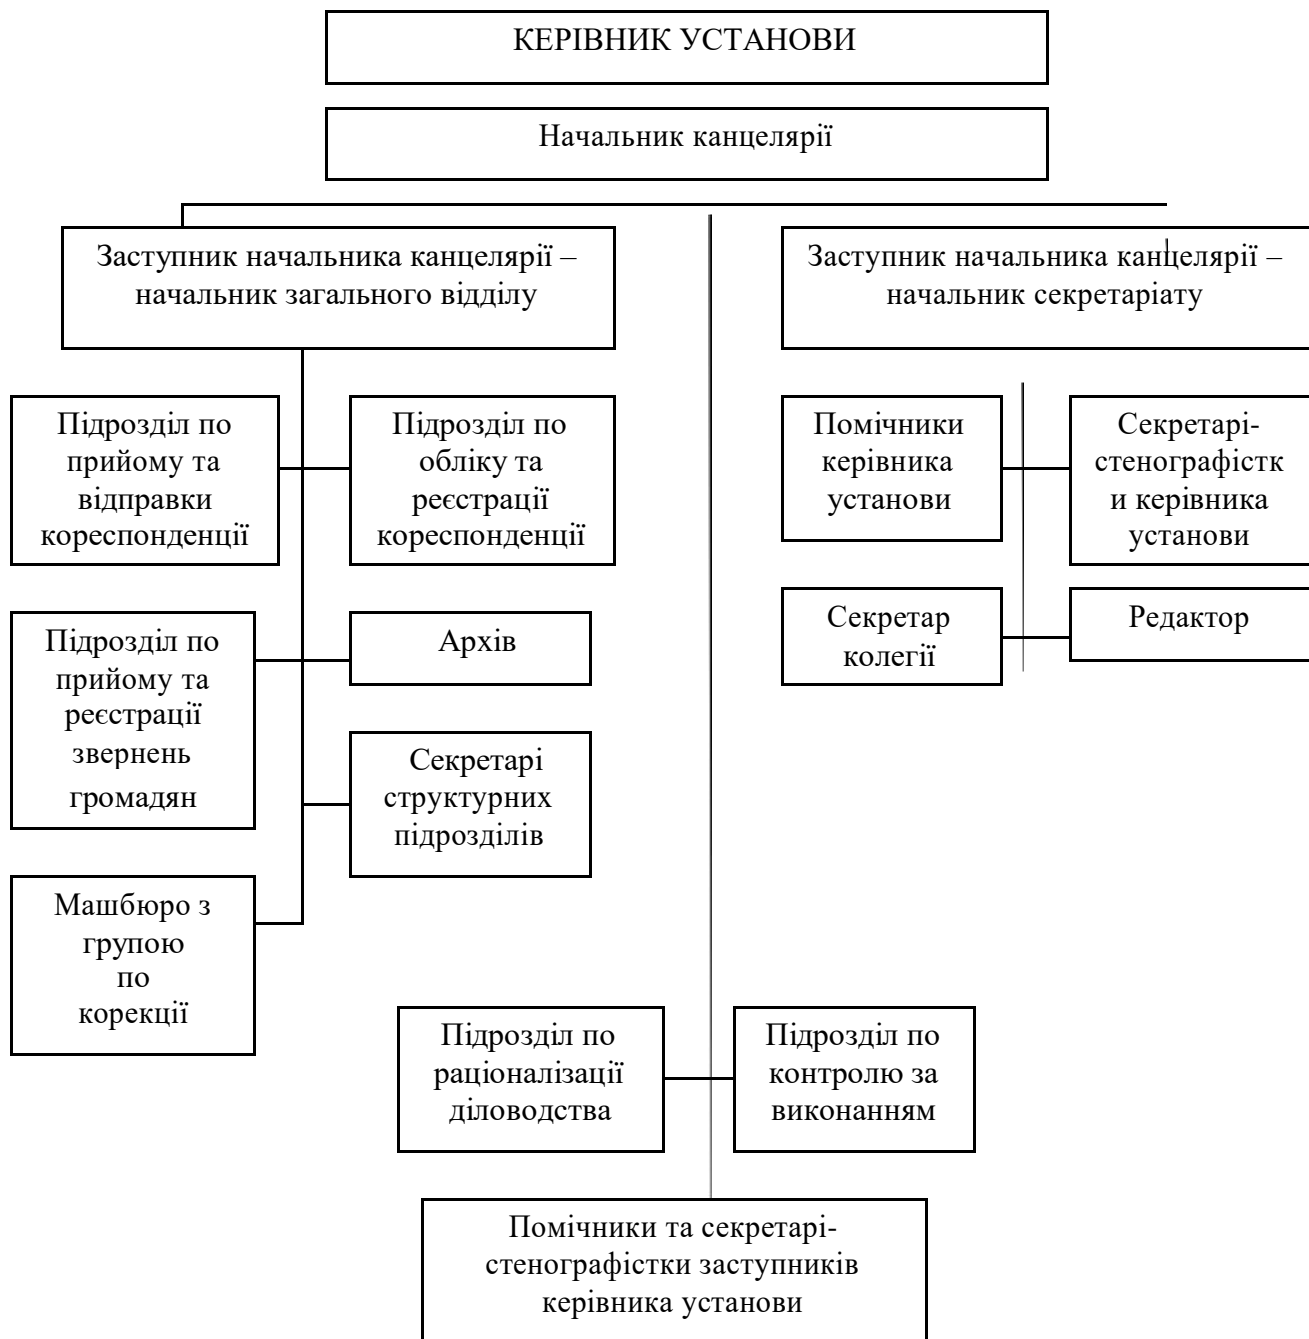 КЕРІВНИК УСТАНОВИ
Начальник канцелярії
Заступник начальника канцелярії –
начальник загального відділу
Заступник начальника канцелярії –
начальник секретаріату
Підрозділ по
прийому та
відправки
кореспонденції
Підрозділ по
обліку та
реєстрації
кореспонденції
Помічники
керівника
установи
Секретарі-
стенографістк
и керівника
установи
Підрозділ по
прийому та
реєстрації
звернень
громадян
Архів
Секретар
колегії
Редактор
Секретарі
структурних
підрозділів
Машбюро з
групою
по
корекції
Підрозділ по
раціоналізації
діловодства
Підрозділ по
контролю за
виконанням
Помічники та секретарі-
стенографістки заступників
керівника установи